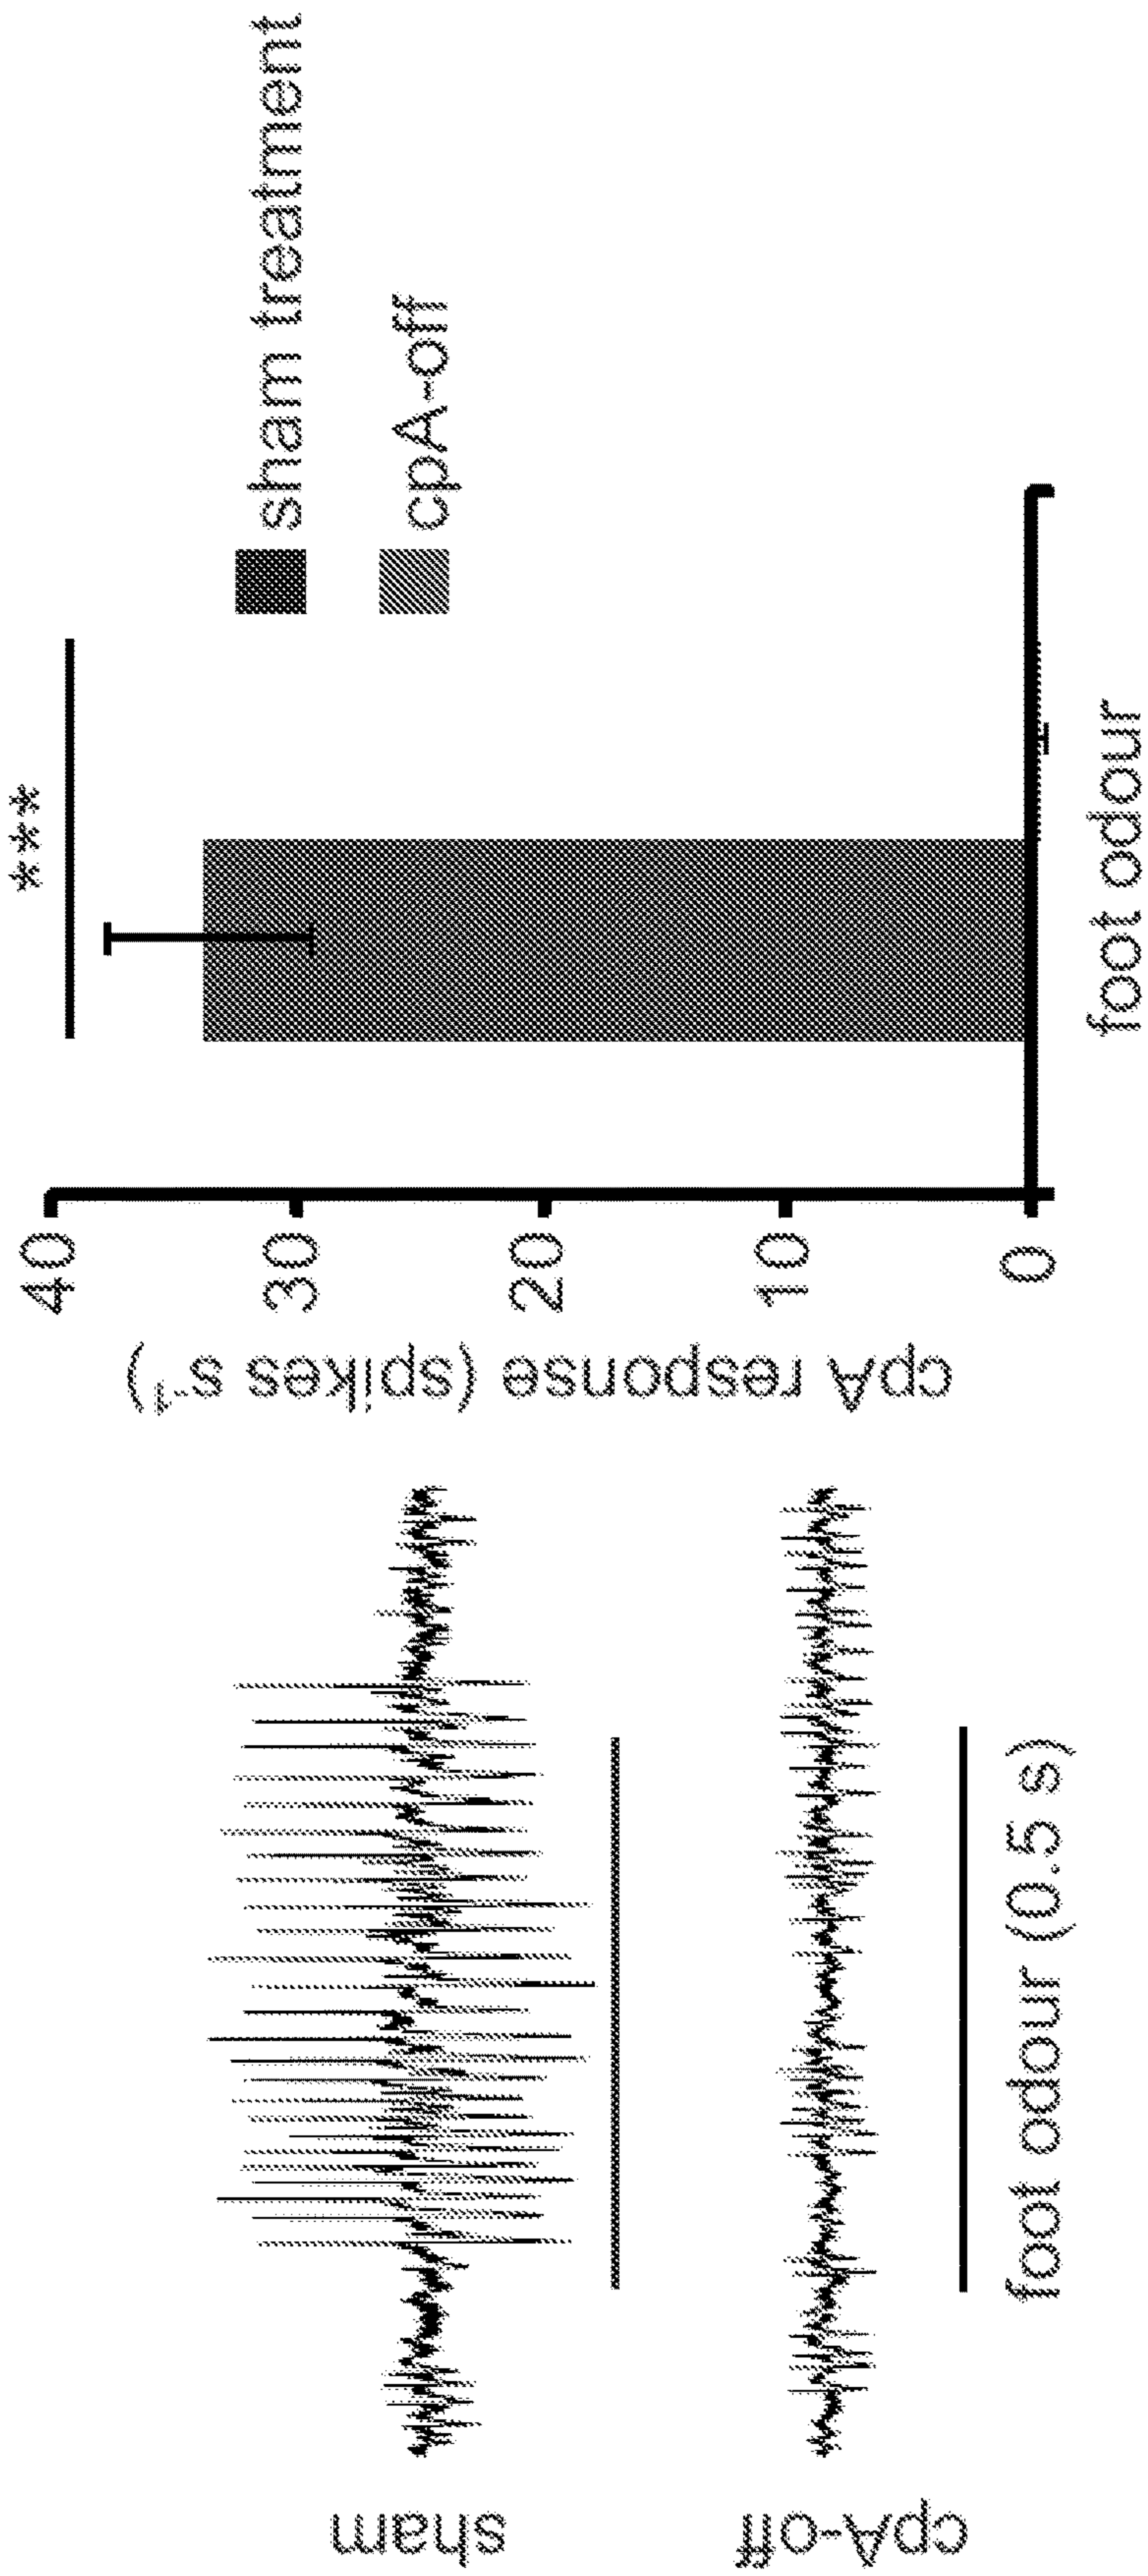 sham
cpA-off
foot odour (0.5 s)
cpA response (spikes s⁻¹)
40
30
20
10
0
***
sham treatment
cpA-off
foot odour